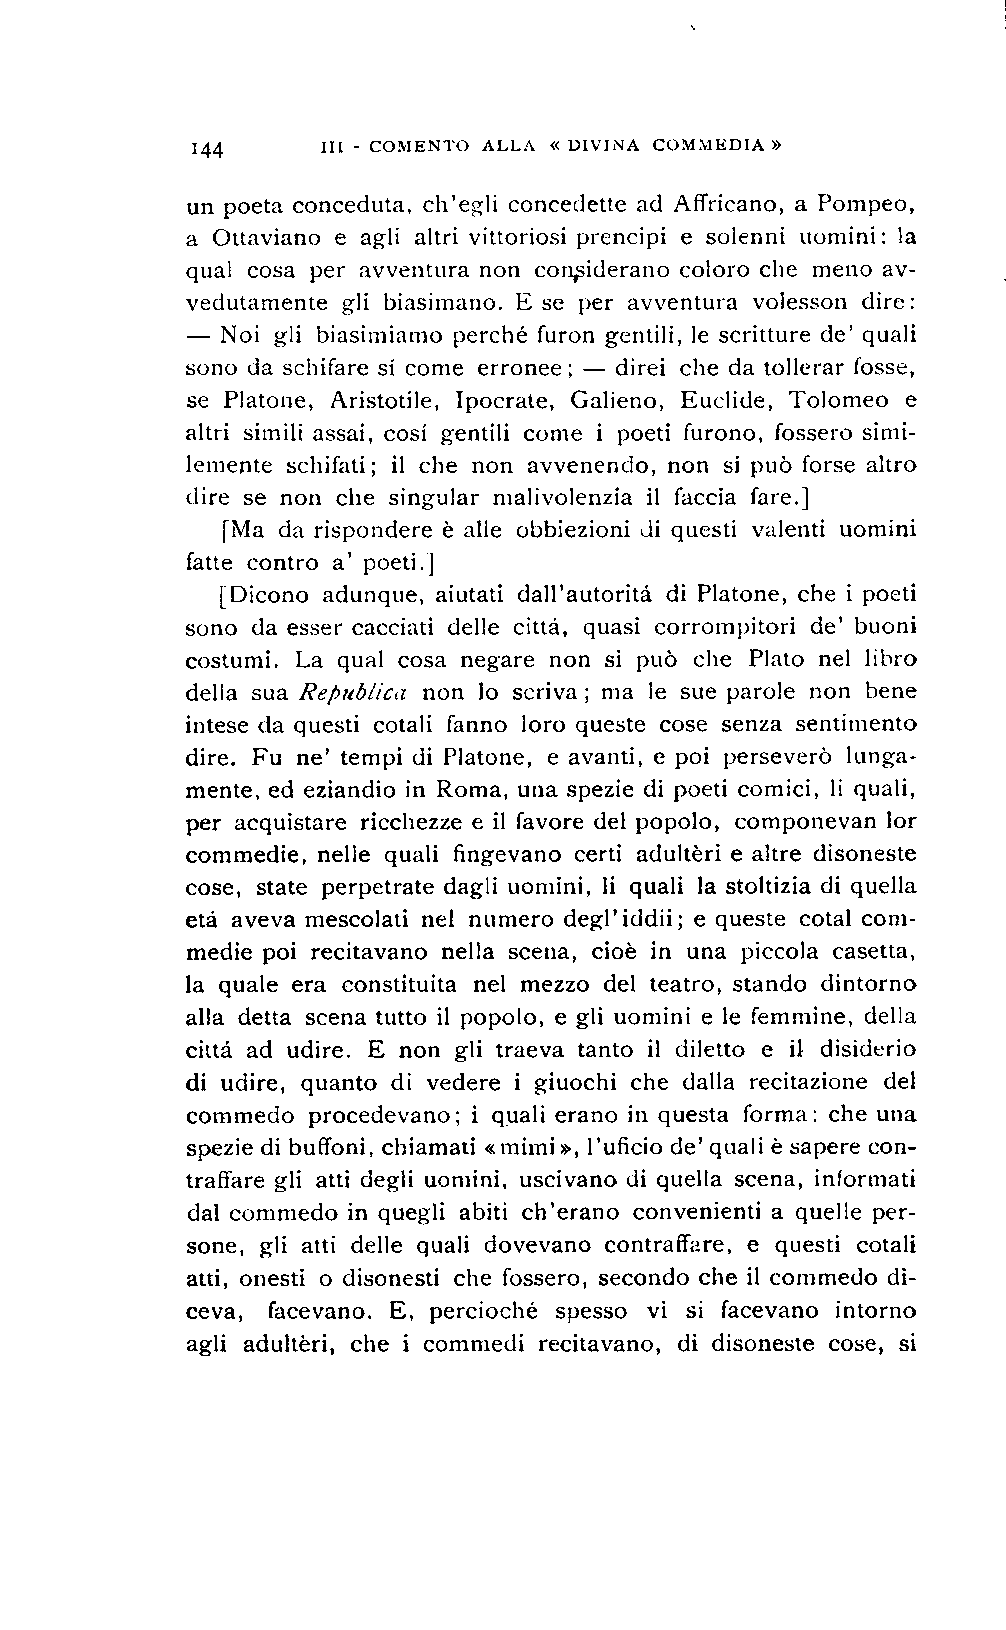 144 III - COMENTO ALLA « DIVINA COMMEDIA »
un poeta conceduta, ch'egli concedette ad Affricano, a Pompeo,
a Ottaviano e agli altri vittoriosi prencipi e solenni uomini: la
qual cosa per avventura non considerano coloro che meno av-
vedutamente gli biasimano. E se per avventura volesson dire:
— Noi gli biasimiamo perché furon gentili, le scritture de' quali
sono da schifare sí come erronee; — direi che da tollerar fosse,
se Platone, Aristotile, Ipocrate, Galieno, Euclide, Tolomeo e
altri simili assai, cosí gentili come i poeti furono, fossero simi-
lemente schifati; il che non avvenendo, non si può forse altro
dire se non che singular malivolenzia il faccia fare.]
[Ma da rispondere è alle obbiezioni di questi valenti uomini
fatte contro a' poeti.]
[Dicono adunque, aiutati dall'autoritá di Platone, che i poeti
sono da esser cacciati delle cittá, quasi corrompitori de' buoni
costumi. La qual cosa negare non si può che Plato nel libro
della sua Republica non lo scriva; ma le sue parole non bene
intese da questi cotali fanno loro queste cose senza sentimento
dire. Fu ne' tempi di Platone, e avanti, e poi perseverò lunga-
mente, ed eziandio in Roma, una spezie di poeti comici, li quali,
per acquistare ricchezze e il favore del popolo, componevan lor
commedie, nelle quali fingevano certi adultèri e altre disoneste
cose, state perpetrate dagli uomini, li quali la stoltizia di quella
etá aveva mescolati nel numero degl'iddii; e queste cotal com-
medie poi recitavano nella scena, cioè in una piccola casetta,
la quale era constituita nel mezzo del teatro, stando dintorno
alla detta scena tutto il popolo, e gli uomini e le femmine, della
cittá ad udire. E non gli traeva tanto il diletto e il disiderio
di udire, quanto di vedere i giuochi che dalla recitazione del
commedo procedevano; i quali erano in questa forma: che una
spezie di buffoni, chiamati «mimi», l'uficio de' quali è sapere con-
traffare gli atti degli uomini, uscivano di quella scena, informati
dal commedo in quegli abiti ch'erano convenienti a quelle per-
sone, gli atti delle quali dovevano contraffare, e questi cotali
atti, onesti o disonesti che fossero, secondo che il commedo di-
ceva, facevano. E, percioché spesso vi si facevano intorno
agli adultèri, che i commedi recitavano, di disoneste cose, si